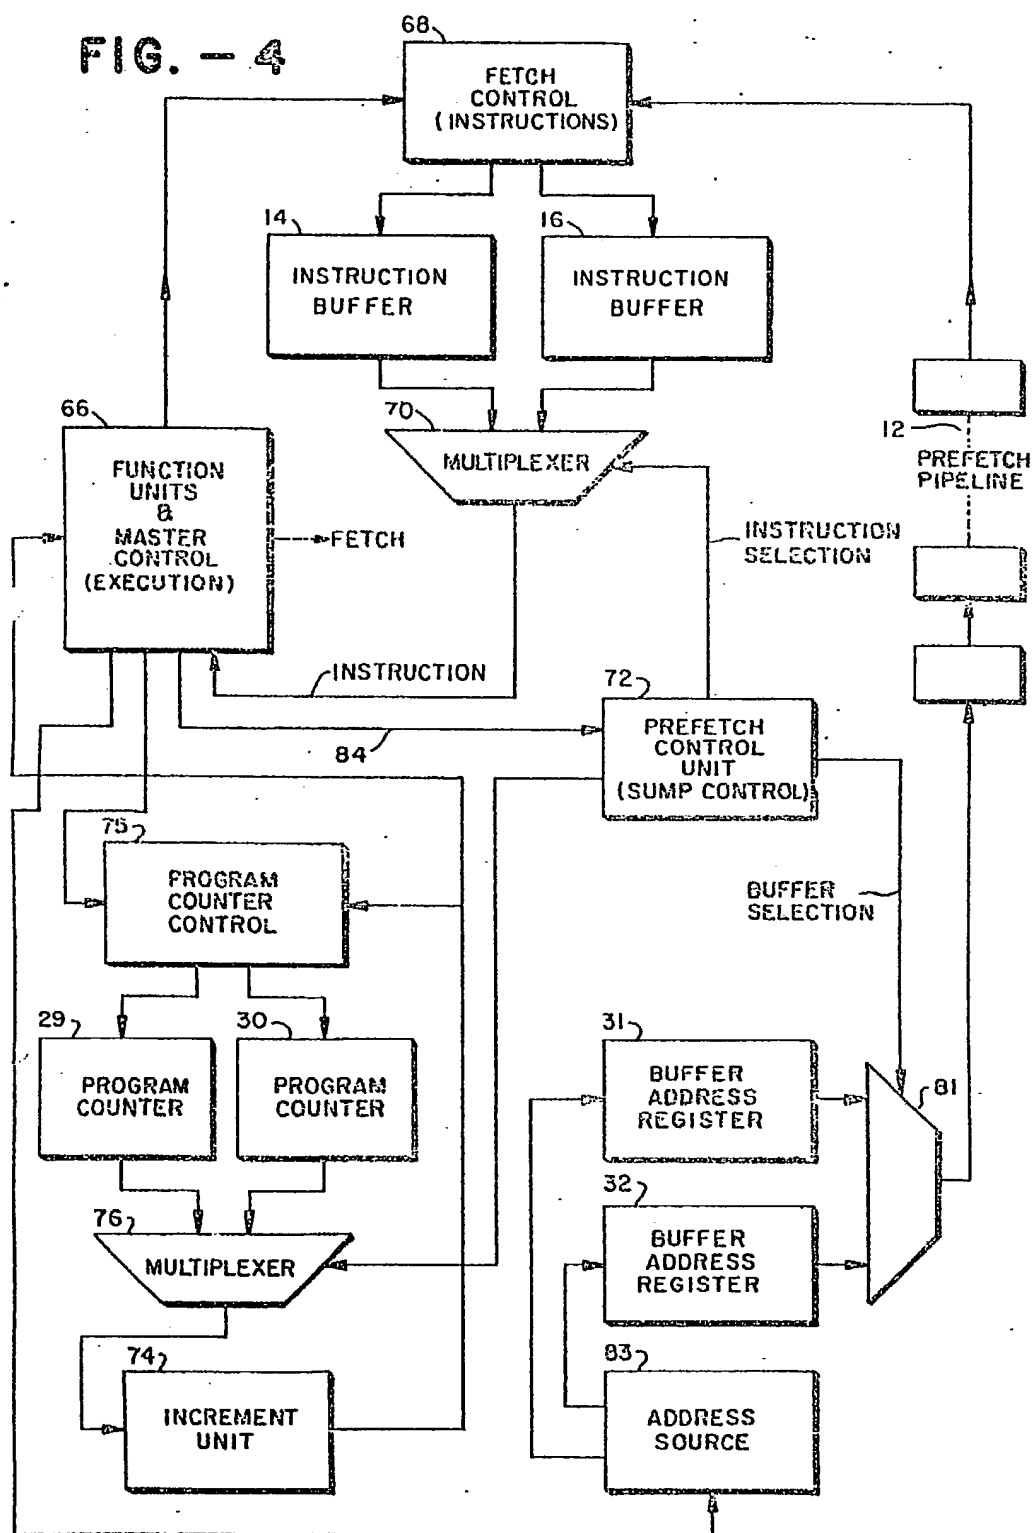 FIG. - 4
68
FETCH
CONTROL
(INSTRUCTIONS)
14
INSTRUCTION
BUFFER
16
INSTRUCTION
BUFFER
66
FUNCTION
UNITS
&
MASTER
CONTROL
(EXECUTION)
FETCH
70
MULTIPLEXER
12
PREFETCH
PIPELINE
INSTRUCTION
SELECTION
INSTRUCTION
84
72
PREFETCH
CONTROL
UNIT
(SUMP CONTROL)
75
PROGRAM
COUNTER
CONTROL
BUFFER
SELECTION
29
PROGRAM
COUNTER
30
PROGRAM
COUNTER
31
BUFFER
ADDRESS
REGISTER
81
76
MULTIPLEXER
32
BUFFER
ADDRESS
REGISTER
74
INCREMENT
UNIT
83
ADDRESS
SOURCE